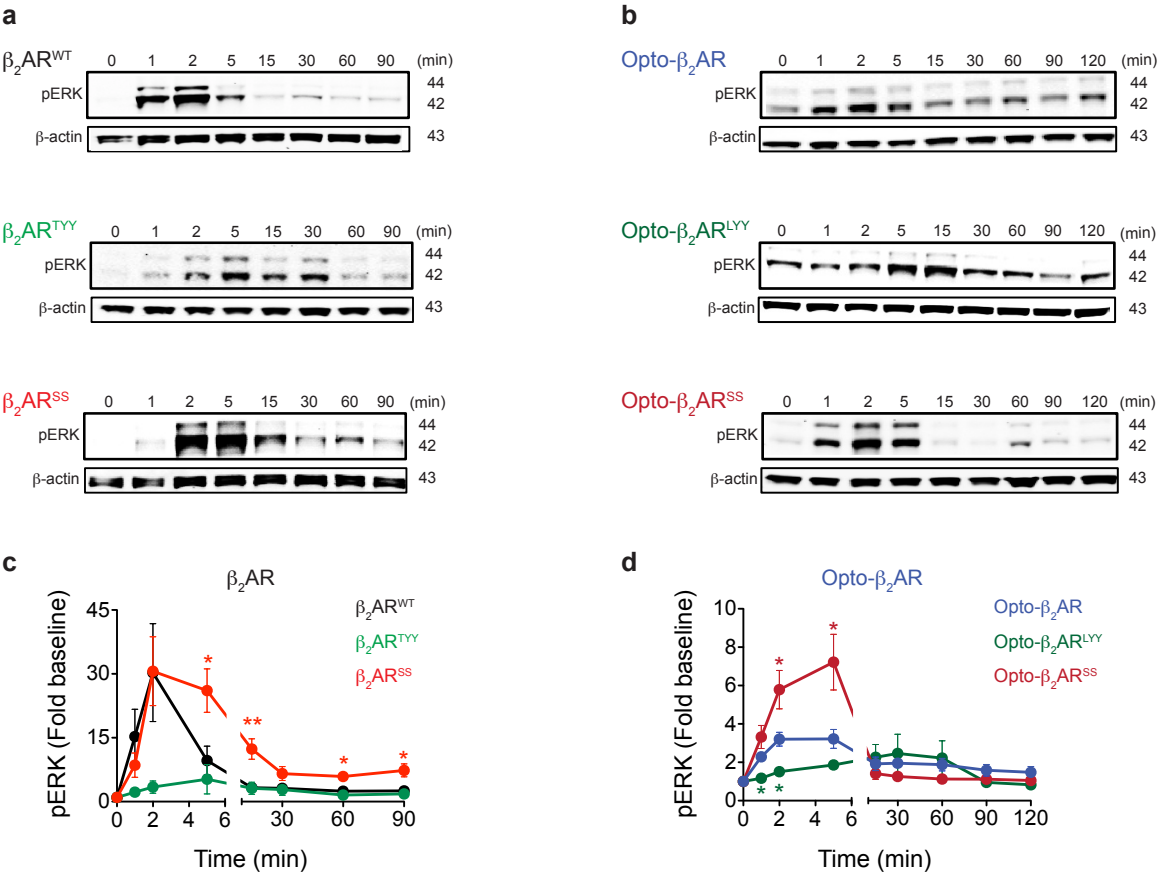 a
β2ARWT 0 1 2 5 15 30 60 90 (min)
pERK 44
42
β-actin 43
β2ARTYY 0 1 2 5 15 30 60 90 (min)
pERK 44
42
β-actin 43
β2ARSS 0 1 2 5 15 30 60 90 (min)
pERK 44
42
β-actin 43
b
Opto-β2AR 0 1 2 5 15 30 60 90 120 (min)
pERK 44
42
β-actin 43
Opto-β2ARLYY 0 1 2 5 15 30 60 90 120 (min)
pERK 44
42
β-actin 43
Opto-β2ARSS 0 1 2 5 15 30 60 90 120 (min)
pERK 44
42
β-actin 43
c
β2AR
pERK (Fold baseline)
45
30
15
0
0 2 4 6 30 60 90
Time (min)
β2ARWT
β2ARTYY
β2ARSS
*
**
*
*
d
Opto-β2AR
pERK (Fold baseline)
10
8
6
4
2
0
0 2 4 6 30 60 90 120
Time (min)
Opto-β2AR
Opto-β2ARLYY
Opto-β2ARSS
*
*
* *